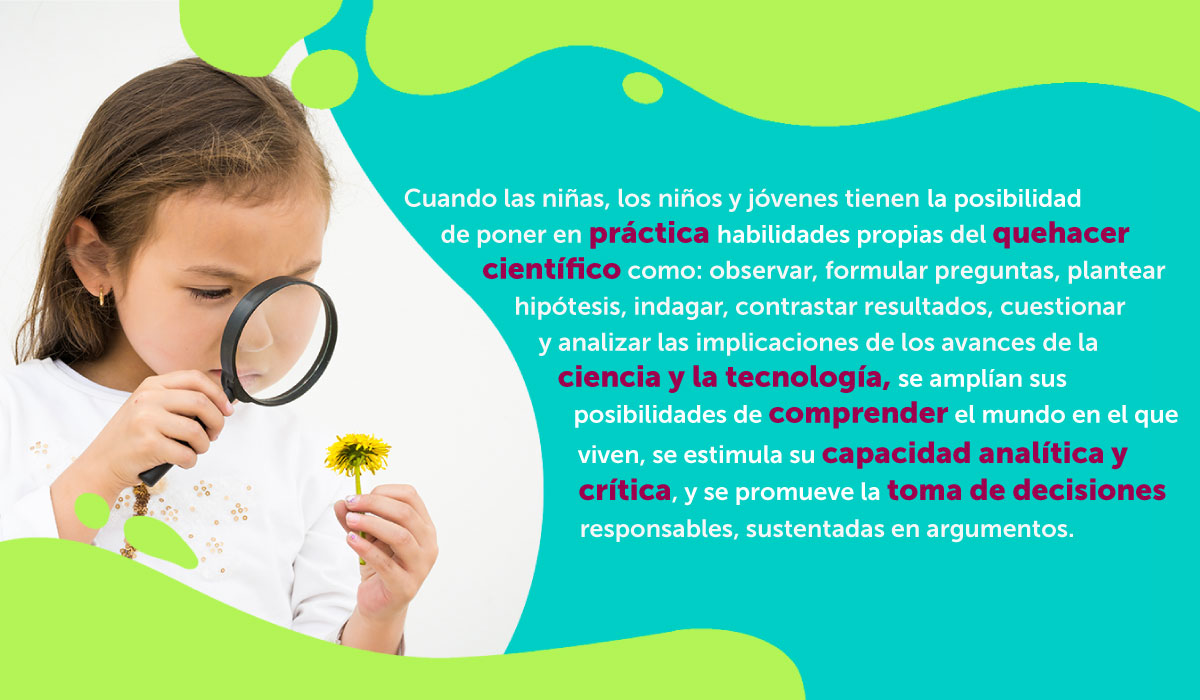 Cuando las niñas, los niños y jóvenes tienen la posibilidad
de poner en práctica habilidades propias del quehacer
científico como: observar, formular preguntas, plantear
hipótesis, indagar, contrastar resultados, cuestionar
y analizar las implicaciones de los avances de la
ciencia y la tecnología, se amplían sus
posibilidades de comprender el mundo en el que
viven, se estimula su capacidad analítica y
crítica, y se promueve la toma de decisiones
responsables, sustentadas en argumentos.